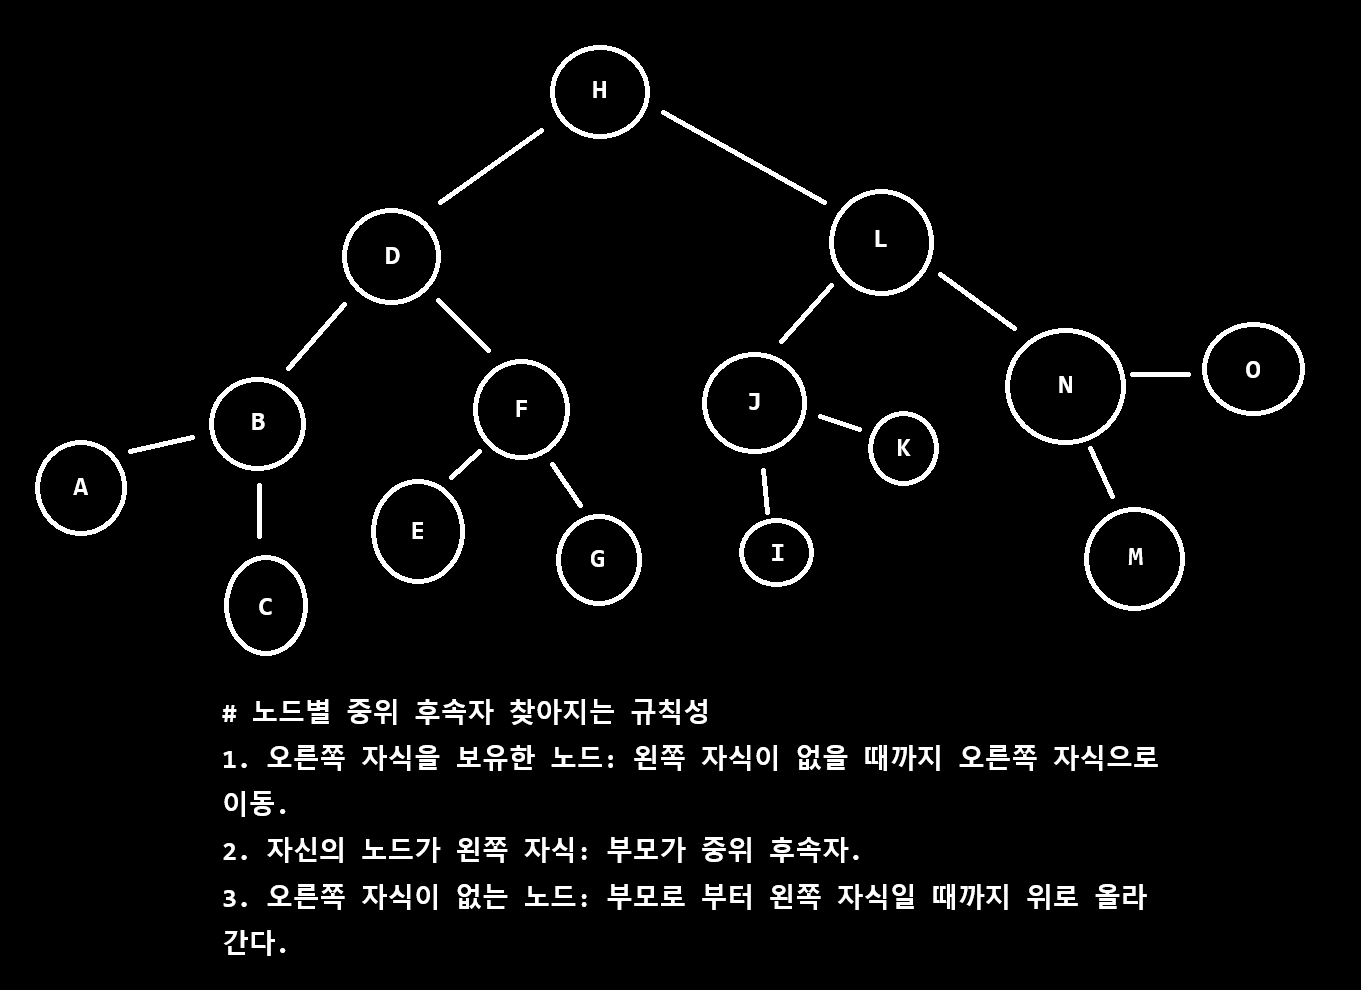 H
D
L
B
F
J
N
O
A
E
G
I
K
M
C
# 노드별 중위 후속자 찾아지는 규칙성
1. 오른쪽 자식을 보유한 노드: 왼쪽 자식이 없을 때까지 오른쪽 자식으로
이동.
2. 자신의 노드가 왼쪽 자식: 부모가 중위 후속자.
3. 오른쪽 자식이 없는 노드: 부모로 부터 왼쪽 자식일 때까지 위로 올라
간다.